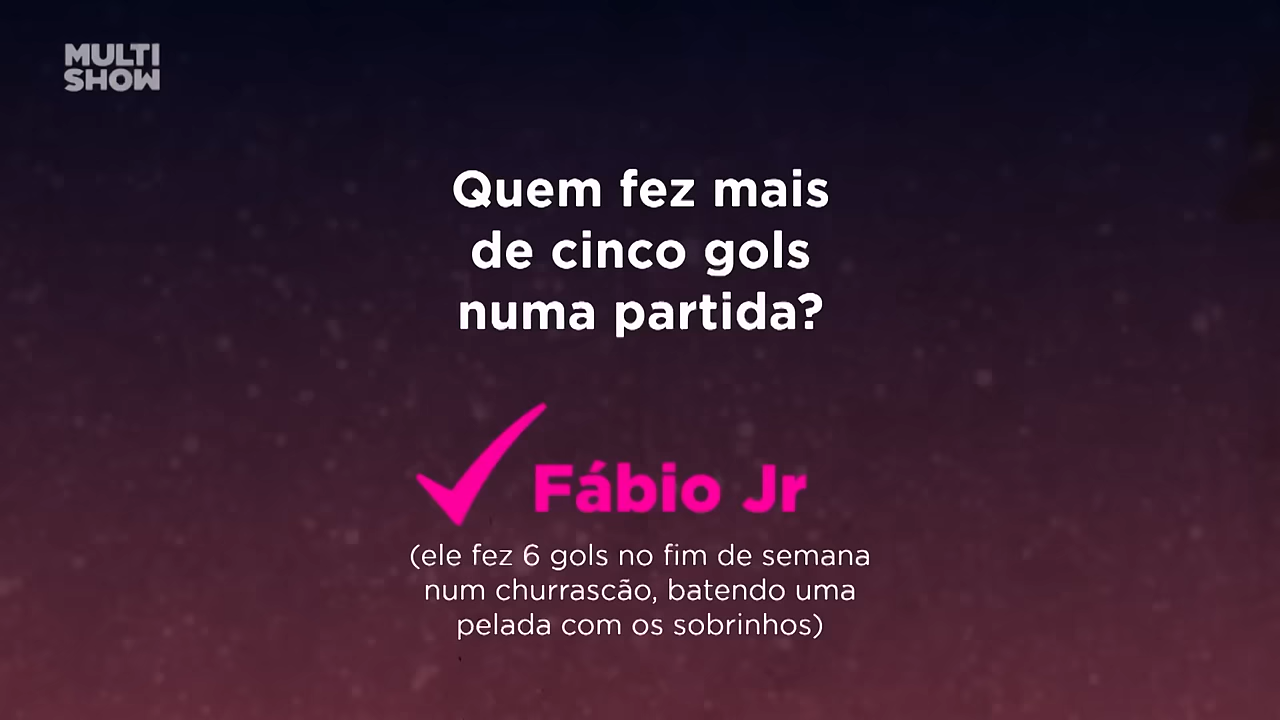 MULTI
SHOW
Quem fez mais
de cinco gols
numa partida?
Fábio Jr
(ele fez 6 gols no fim de semana
num churrascão, batendo uma
pelada com os sobrinhos)